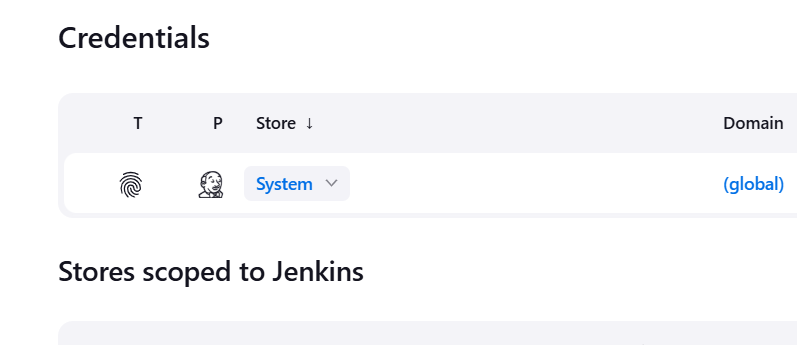 Credentials
T P Store ↓ Domain
System (global)
Stores scoped to Jenkins